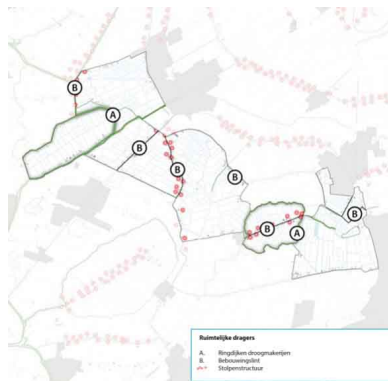 B
A
B
B
B
B
B
A
Ruimtelijke dragers
A. Ringdijken droogmakerijen
B. Bebouwingslint
Stolpenstructuur